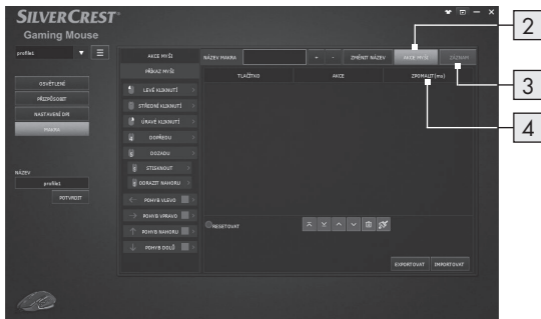 SILVERCREST®
Gaming Mouse
profile1
AKCE MYŠI
NÁZEV MAKRA
+ - ZMĚNIT NÁZEV AKCE MYŠI ZÁZNAM
2
3
4
PŘÍKAZ MYŠI
TLAČÍTKO AKCE ZPOMALIT(ms)
OSVĚTLENÍ
PŘIZPŮSOBIT
NASTAVENÍ DPI
MAKRO
LEVÉ KLIKNUTÍ
STŘEDNÍ KLIKNUTÍ
ÚRAVÉ KLIKNUTÍ
DOPŘEDU
DOZADU
STISKNOUT
ODRAZIT NAHORU
POHYB VLEVO
POHYB VPRAVO
POHYB NAHORU
POHYB DOLŮ
NÁZEV
profile1
POTVRDIT
RESETOVAT
EXPORTOVAT IMPORTOVAT